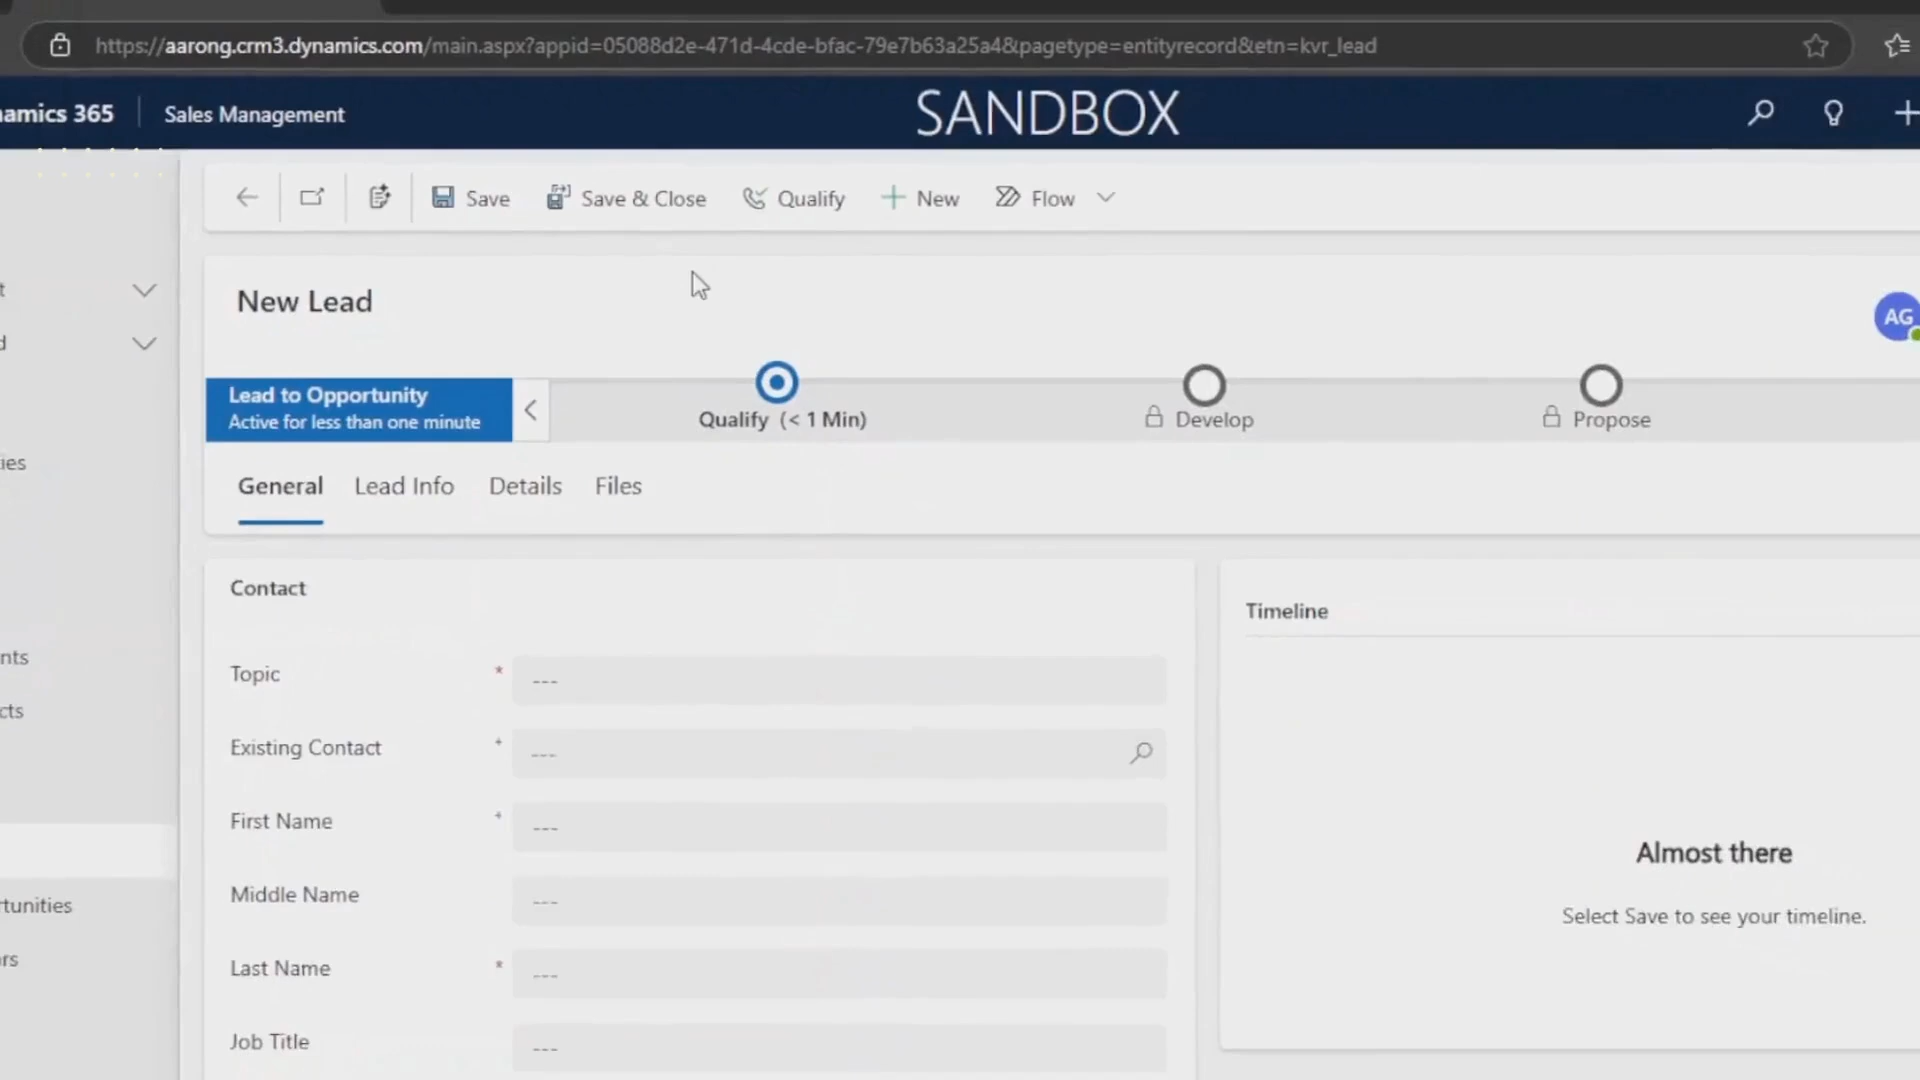 https://aarong.crm3.dynamics.com/main.aspx?appid=05088d2e-471d-4cde-bfac-79e7b63a25a4&pagetype=entityrecord&etn=kvr_lead
namics 365 Sales Management SANDBOX
Save Save & Close Qualify New Flow
New Lead
AG
Lead to Opportunity
Active for less than one minute
Qualify (< 1 Min) Develop Propose
General Lead Info Details Files
Contact
Timeline
Topic * ---
Existing Contact * ---
First Name * ---
Middle Name ---
Last Name * ---
Job Title ---
Almost there
Select Save to see your timeline.
t
d
ies
nts
cts
rtunities
rs